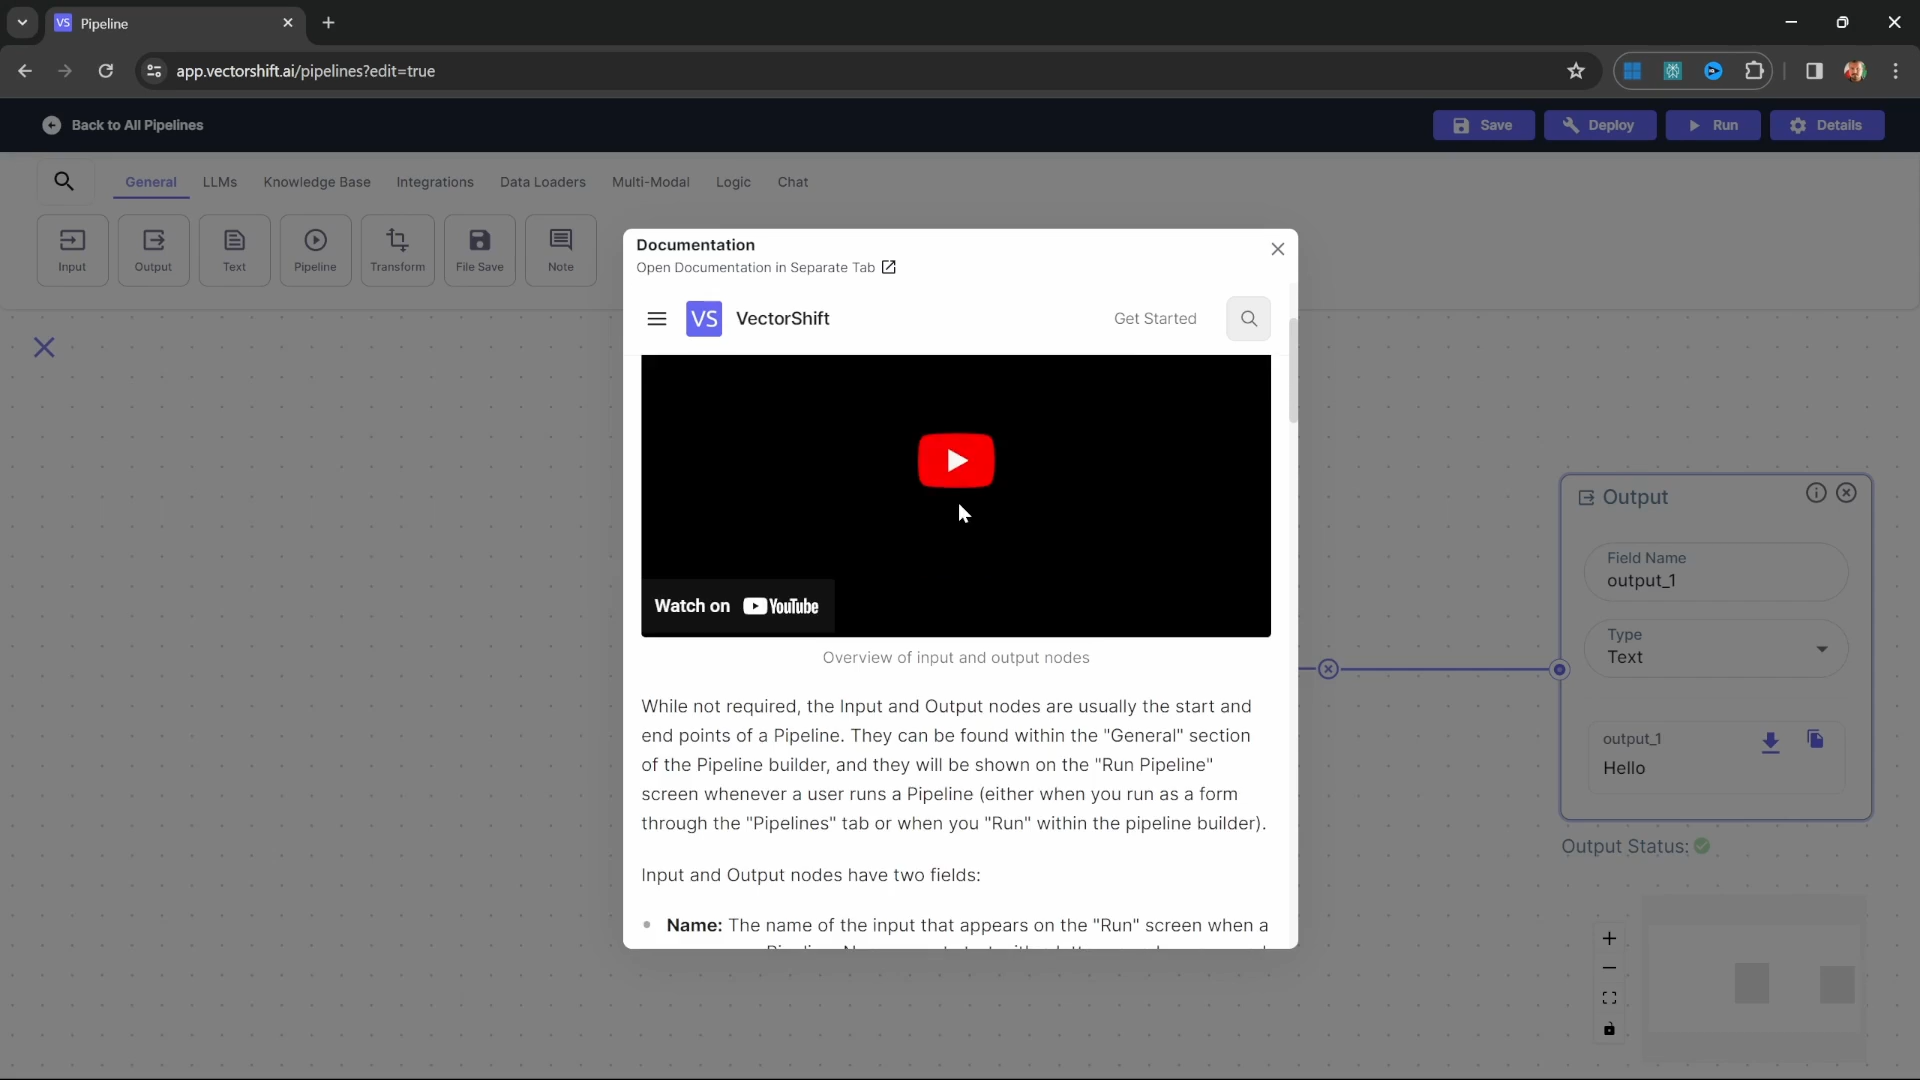 VS Pipeline
app.vectorshift.ai/pipelines?edit=true
Back to All Pipelines
Save
Deploy
Run
Details
General
LLMs
Knowledge Base
Integrations
Data Loaders
Multi-Modal
Logic
Chat
Input
Output
Text
Pipeline
Transform
File Save
Note
Documentation
Open Documentation in Separate Tab
VS VectorShift
Get Started
Watch on YouTube
Overview of input and output nodes
While not required, the Input and Output nodes are usually the start and
end points of a Pipeline. They can be found within the "General" section
of the Pipeline builder, and they will be shown on the "Run Pipeline"
screen whenever a user runs a Pipeline (either when you run as a form
through the "Pipelines" tab or when you "Run" within the pipeline builder).
Input and Output nodes have two fields:
Name: The name of the input that appears on the "Run" screen when a
Output
Field Name
output_1
Type
Text
output_1
Hello
Output Status: